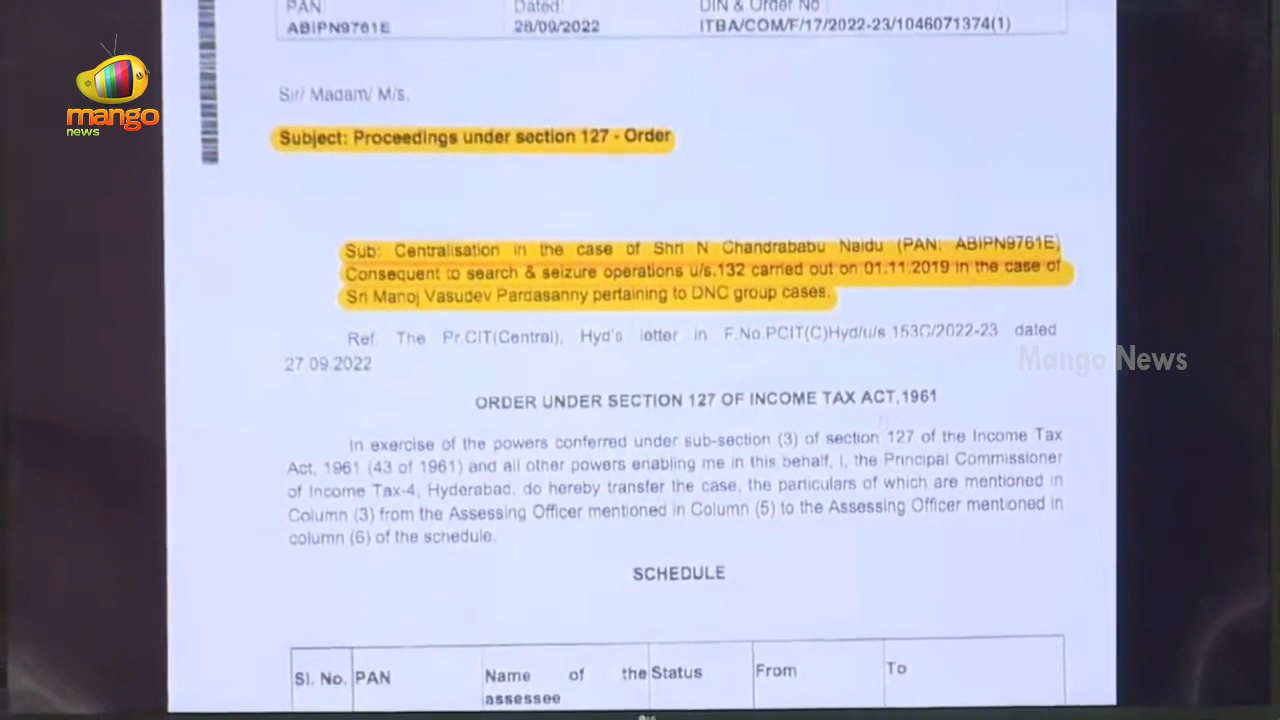 PAN Dated: DIN & Order No
ABIPN9761E 28/09/2022 ITBA/COM/F/17/2022-23/1046071374(1)
mango
news
Sir/ Madam/ M/s,
Subject: Proceedings under section 127 - Order
Sub: Centralisation in the case of Shri N Chandrababu Naidu (PAN: ABIPN9761E)
Consequent to search & seizure operations u/s.132 carried out on 01.11.2019 in the case of
Sri Manoj Vasudev Pardasanny pertaining to DNC group cases.
Ref. The Pr.CIT(Central), Hyd's letter in F.No.PCIT(C)Hyd/u/s 153C/2022-23 dated
27.09.2022
Mango News
ORDER UNDER SECTION 127 OF INCOME TAX ACT,1961
In exercise of the powers conferred under sub-section (3) of section 127 of the Income Tax
Act, 1961 (43 of 1961) and all other powers enabling me in this behalf, I, the Principal Commissioner
of Income Tax-4, Hyderabad, do hereby transfer the case, the particulars of which are mentioned in
Column (3) from the Assessing Officer mentioned in Column (5) to the Assessing Officer mentioned in
column (6) of the schedule.
SCHEDULE
Sl. No. PAN Name of the Status From To
assessee